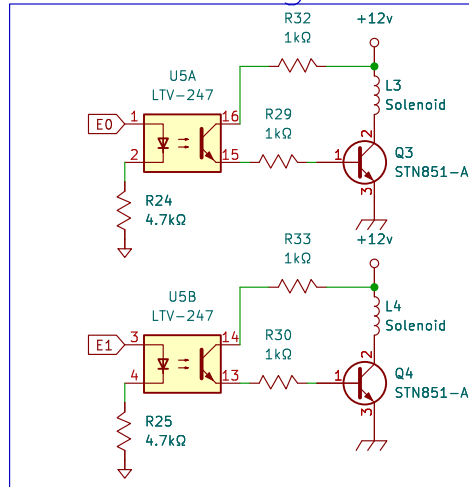 R32
1kΩ
+12v
U5A
LTV-247
L3
Solenoid
E0
1
16
R29
1kΩ
2
2
15
1
Q3
STN851-A
3
R24
4.7kΩ
R33
1kΩ
+12v
U5B
LTV-247
L4
Solenoid
E1
3
14
R30
1kΩ
2
4
13
1
Q4
STN851-A
3
R25
4.7kΩ